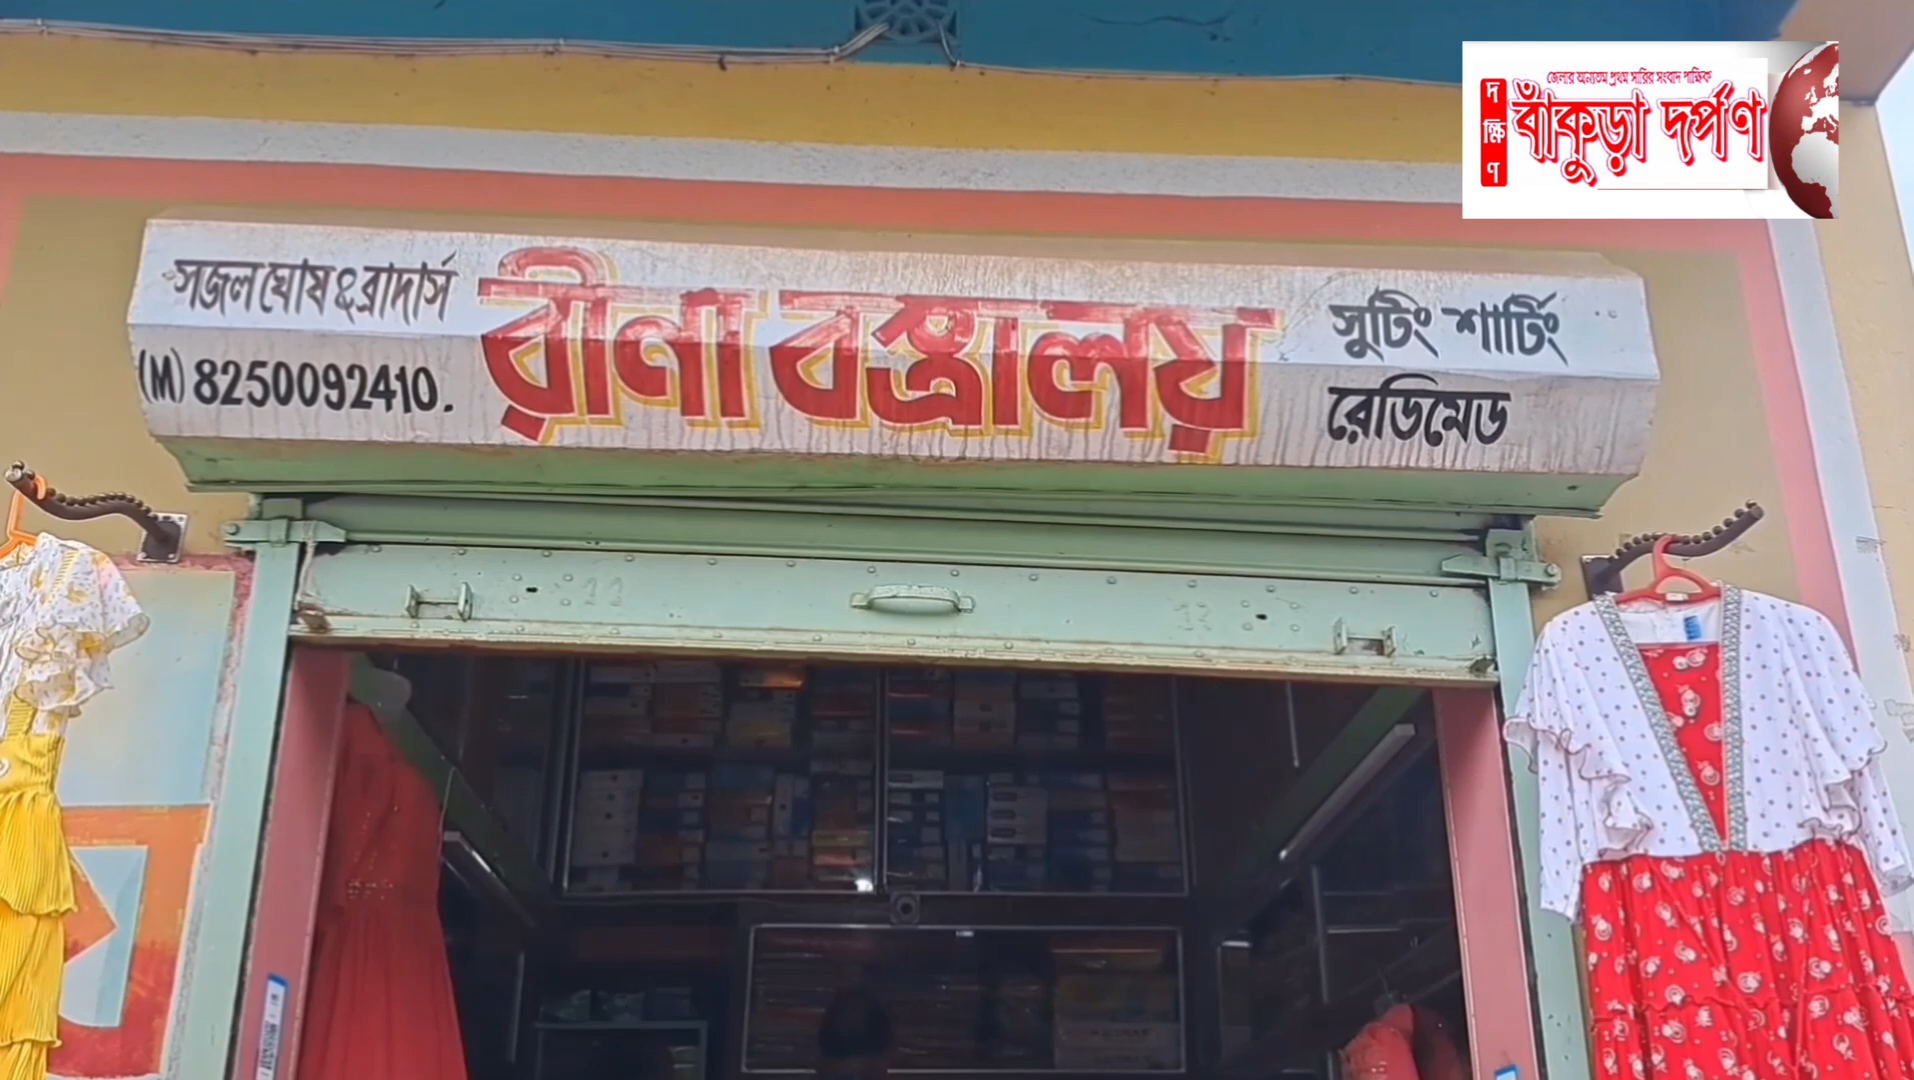 জেলার অন্যতম প্রথম সারির সংবাদ পাক্ষিক
দক্ষিণ
বাঁকুড়া দর্পণ
সজল ঘোষ & ব্রাদার্স
রীনা বস্ত্রালয়
সুটিং শার্টিং
(M) 8250092410.
রেডিমেড